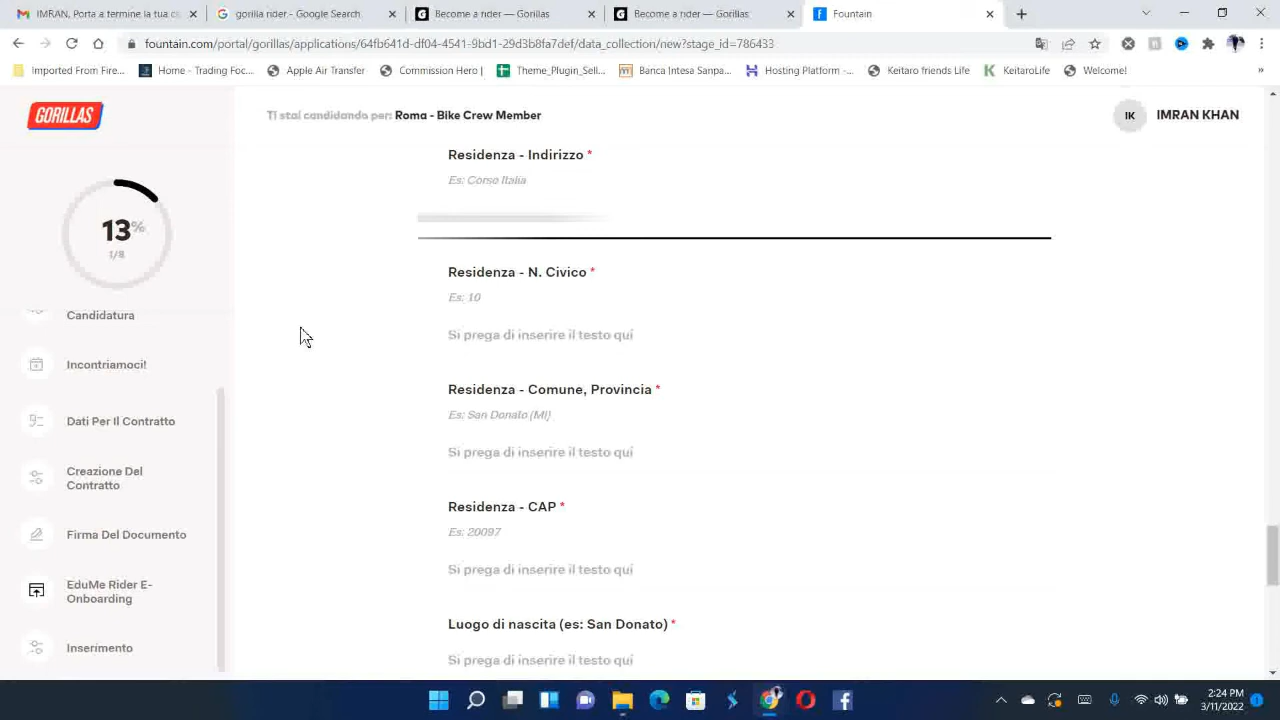 IMRAN, Porta a termine la tua c
gorilla rider - Google Search
Become a rider — Gorillas
Become a rider — Gorillas
Fountain
fountain.com/portal/gorillas/applications/64fb641d-df04-4541-9bd1-29d3b8fa7def/data_collection/new?stage_id=786433
Imported From Fire...
Home - Trading Foc...
Apple Air Transfer
Commission Hero |
Theme_Plugin_Sell...
Banca Intesa Sanpa...
Hosting Platform -...
Keitaro friends Life
KeitaroLife
Welcome!
»
GORILLAS
Ti stai candidando per: Roma - Bike Crew Member
IK
IMRAN KHAN
13%
1/8
Candidatura
Incontriamoci!
Dati Per Il Contratto
Creazione Del
Contratto
Firma Del Documento
EduMe Rider E-
Onboarding
Inserimento
Residenza - Indirizzo *
Es: Corso Italia
Residenza - N. Civico *
Es: 10
Si prega di inserire il testo qui
Residenza - Comune, Provincia *
Es: San Donato (MI)
Si prega di inserire il testo qui
Residenza - CAP *
Es: 20097
Si prega di inserire il testo qui
Luogo di nascita (es: San Donato) *
Si prega di inserire il testo qui
2:24 PM
3/11/2022